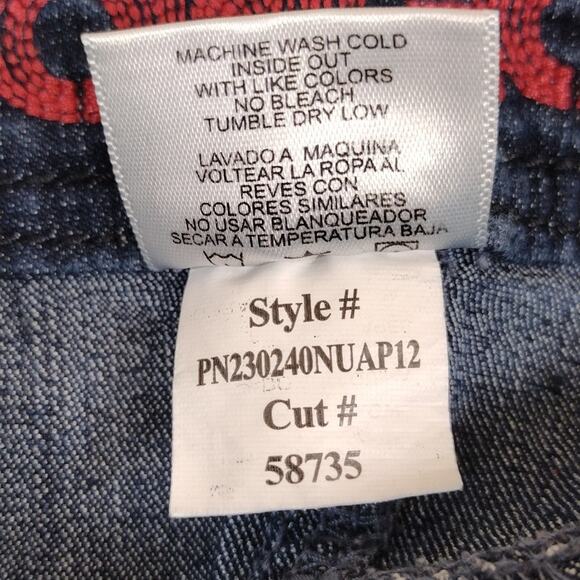 MACHINE WASH COLD
INSIDE OUT
WITH LIKE COLORS
NO BLEACH
TUMBLE DRY LOW
LAVADO A MAQUINA
VOLTEAR LA ROPA AL
REVES CON
COLORES SIMILARES
NO USAR BLANQUEADOR
SECAR A TEMPERATURA BAJA
Style #
PN230240NUAP12
Cut #
58735